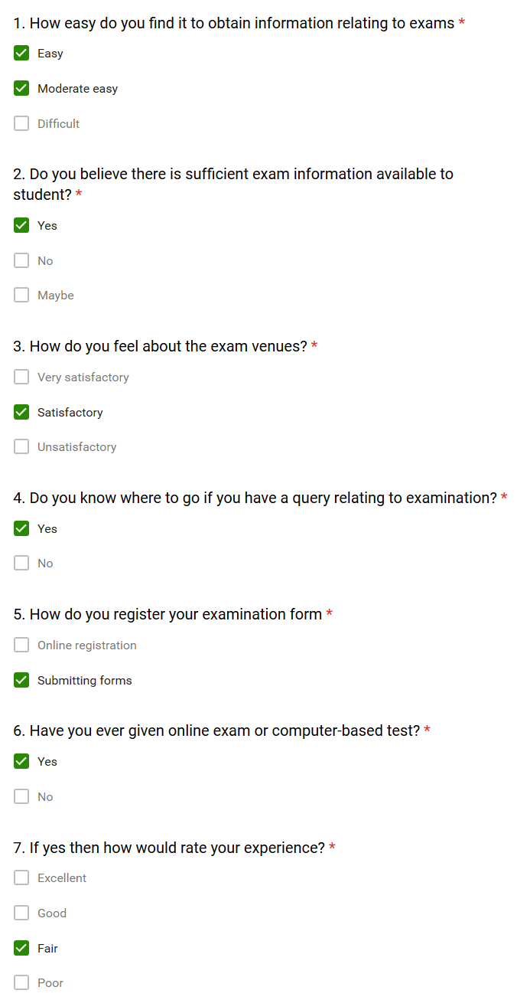 1. How easy do you find it to obtain information relating to exams *
Easy
Moderate easy
Difficult
2. Do you believe there is sufficient exam information available to
student? *
Yes
No
Maybe
3. How do you feel about the exam venues? *
Very satisfactory
Satisfactory
Unsatisfactory
4. Do you know where to go if you have a query relating to examination? *
Yes
No
5. How do you register your examination form *
Online registration
Submitting forms
6. Have you ever given online exam or computer-based test? *
Yes
No
7. If yes then how would rate your experience? *
Excellent
Good
Fair
Poor